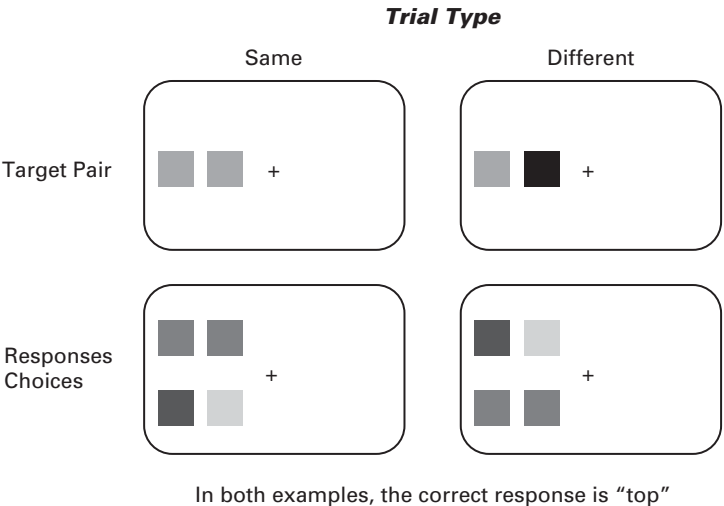 Trial Type
Same
Different
Target Pair
+
+
Responses
Choices
+
+
In both examples, the correct response is “top”